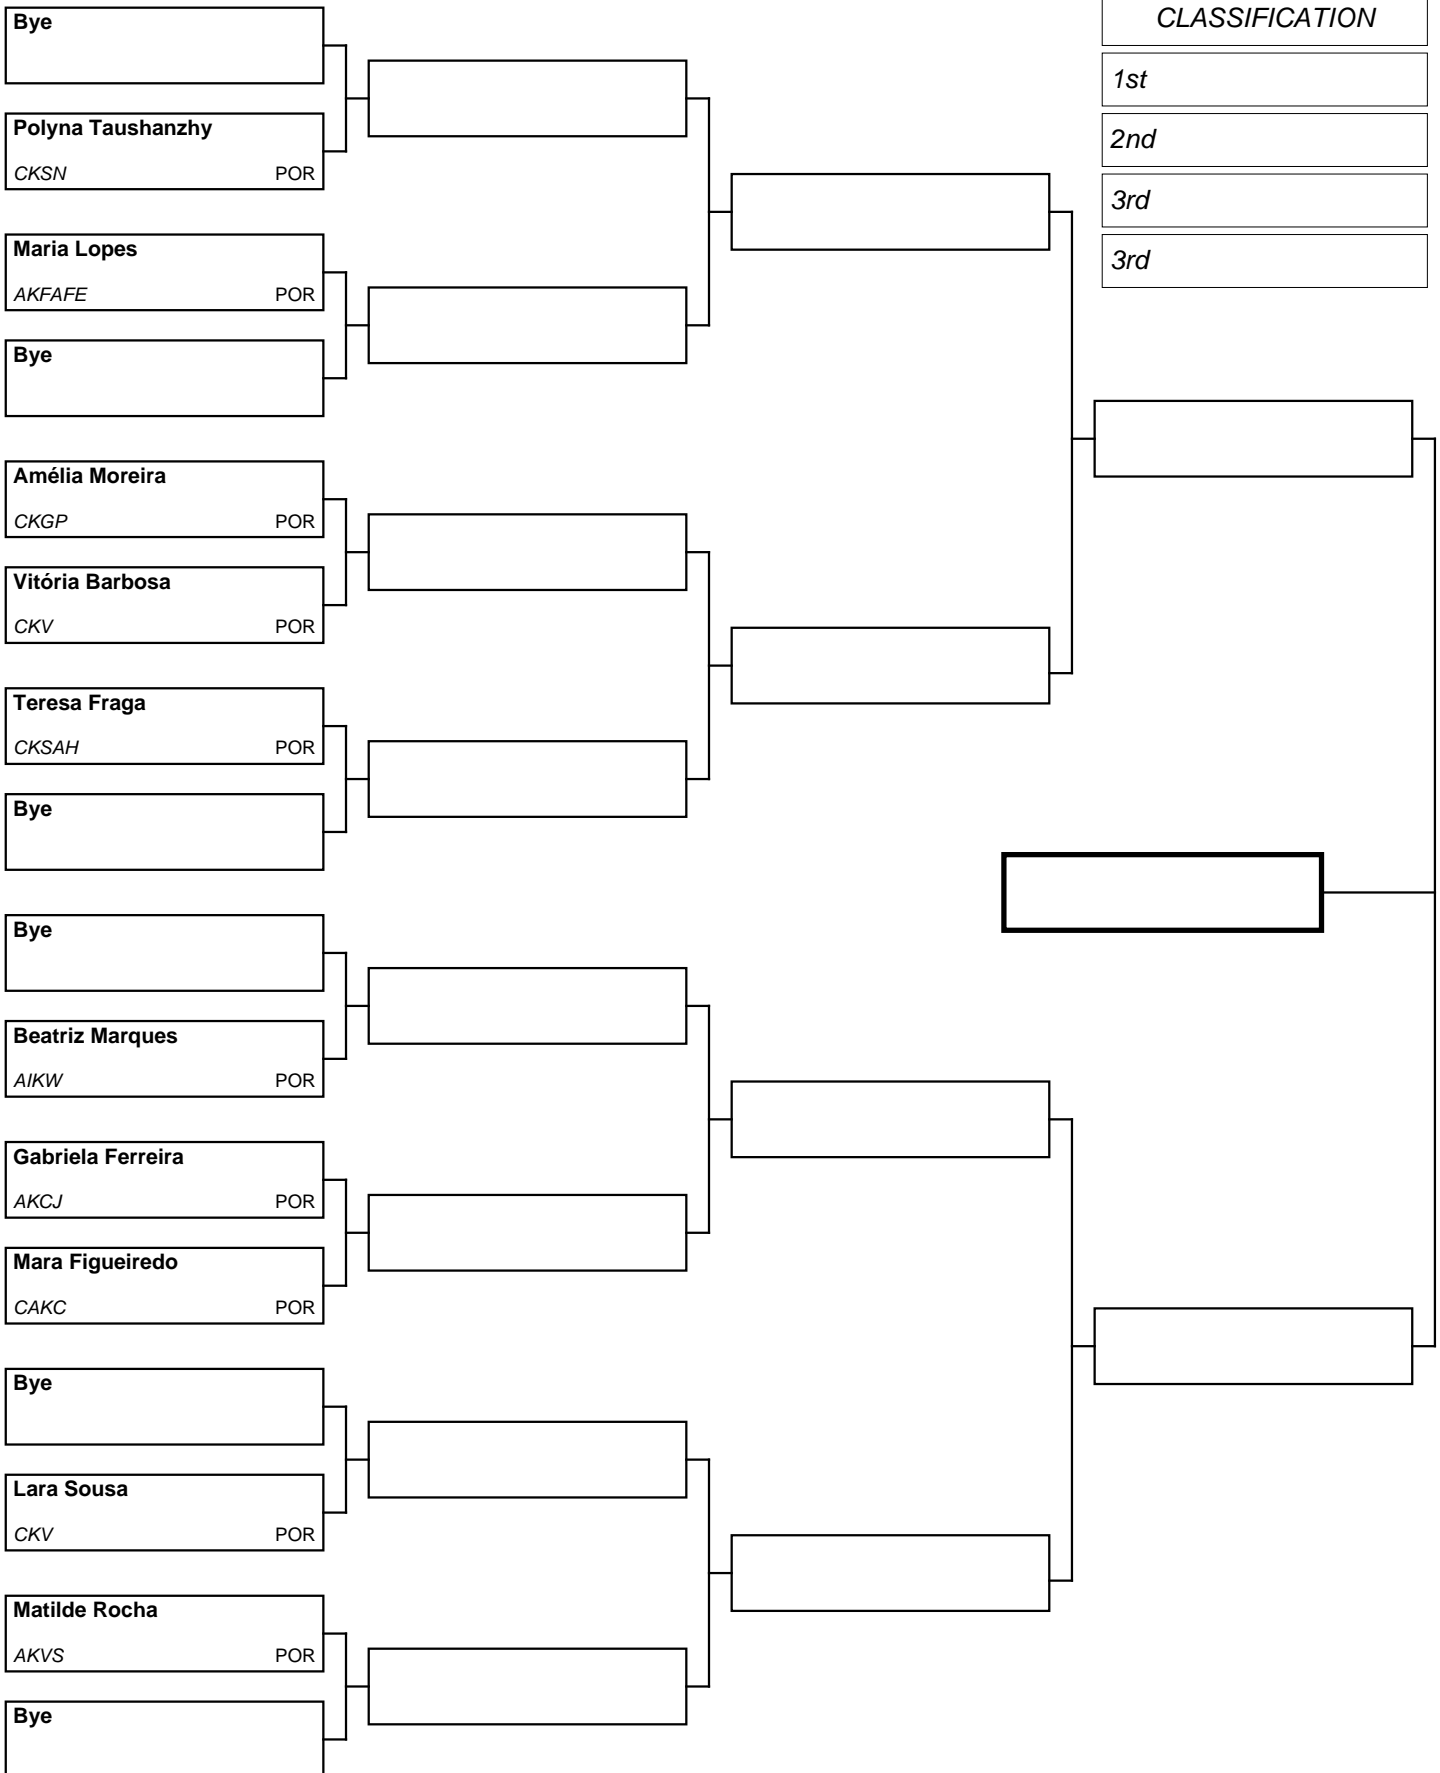 Bye
Polyna Taushanzhy
CKSN POR
Maria Lopes
AKFAFE POR
Bye
Amélia Moreira
CKGP POR
Vitória Barbosa
CKV POR
Teresa Fraga
CKSAH POR
Bye
Bye
Beatriz Marques
AIKW POR
Gabriela Ferreira
AKCJ POR
Mara Figueiredo
CAKC POR
Bye
Lara Sousa
CKV POR
Matilde Rocha
AKVS POR
Bye
CLASSIFICATION
1st
2nd
3rd
3rd